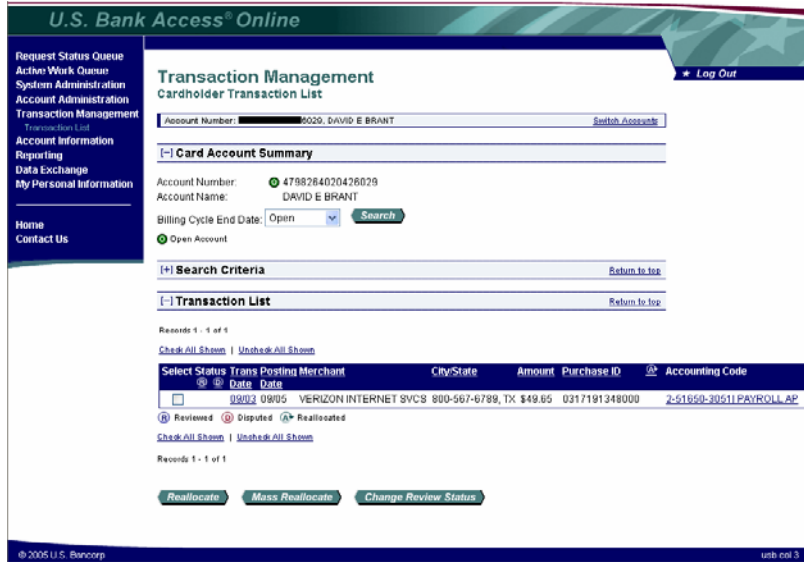 U.S. Bank Access® Online
Request Status Queue
Active Work Queue
System Administration
Account Administration
Transaction Management
Transaction List
Account Information
Reporting
Data Exchange
My Personal Information
Home
Contact Us
★ Log Out
Transaction Management
Cardholder Transaction List
Account Number: 6029, DAVID E BRANT Switch Accounts
[–] Card Account Summary
Account Number: O 4798264020426029
Account Name: DAVID E BRANT
Billing Cycle End Date: Open Search
O Open Account
[+] Search Criteria Return to top
[–] Transaction List Return to top
Records 1 - 1 of 1
Check All Shown | Uncheck All Shown
Select Status Trans Posting Merchant City/State Amount Purchase ID A Accounting Code
R D Date Date
09/03 09/05 VERIZON INTERNET SVCS 800-567-6789, TX $49.65 0317191348000 2-51650-3051| PAYROLL AP
R Reviewed D Disputed A Reallocated
Check All Shown | Uncheck All Shown
Records 1 - 1 of 1
Reallocate Mass Reallocate Change Review Status
© 2005 U.S. Bancorp usb col 3